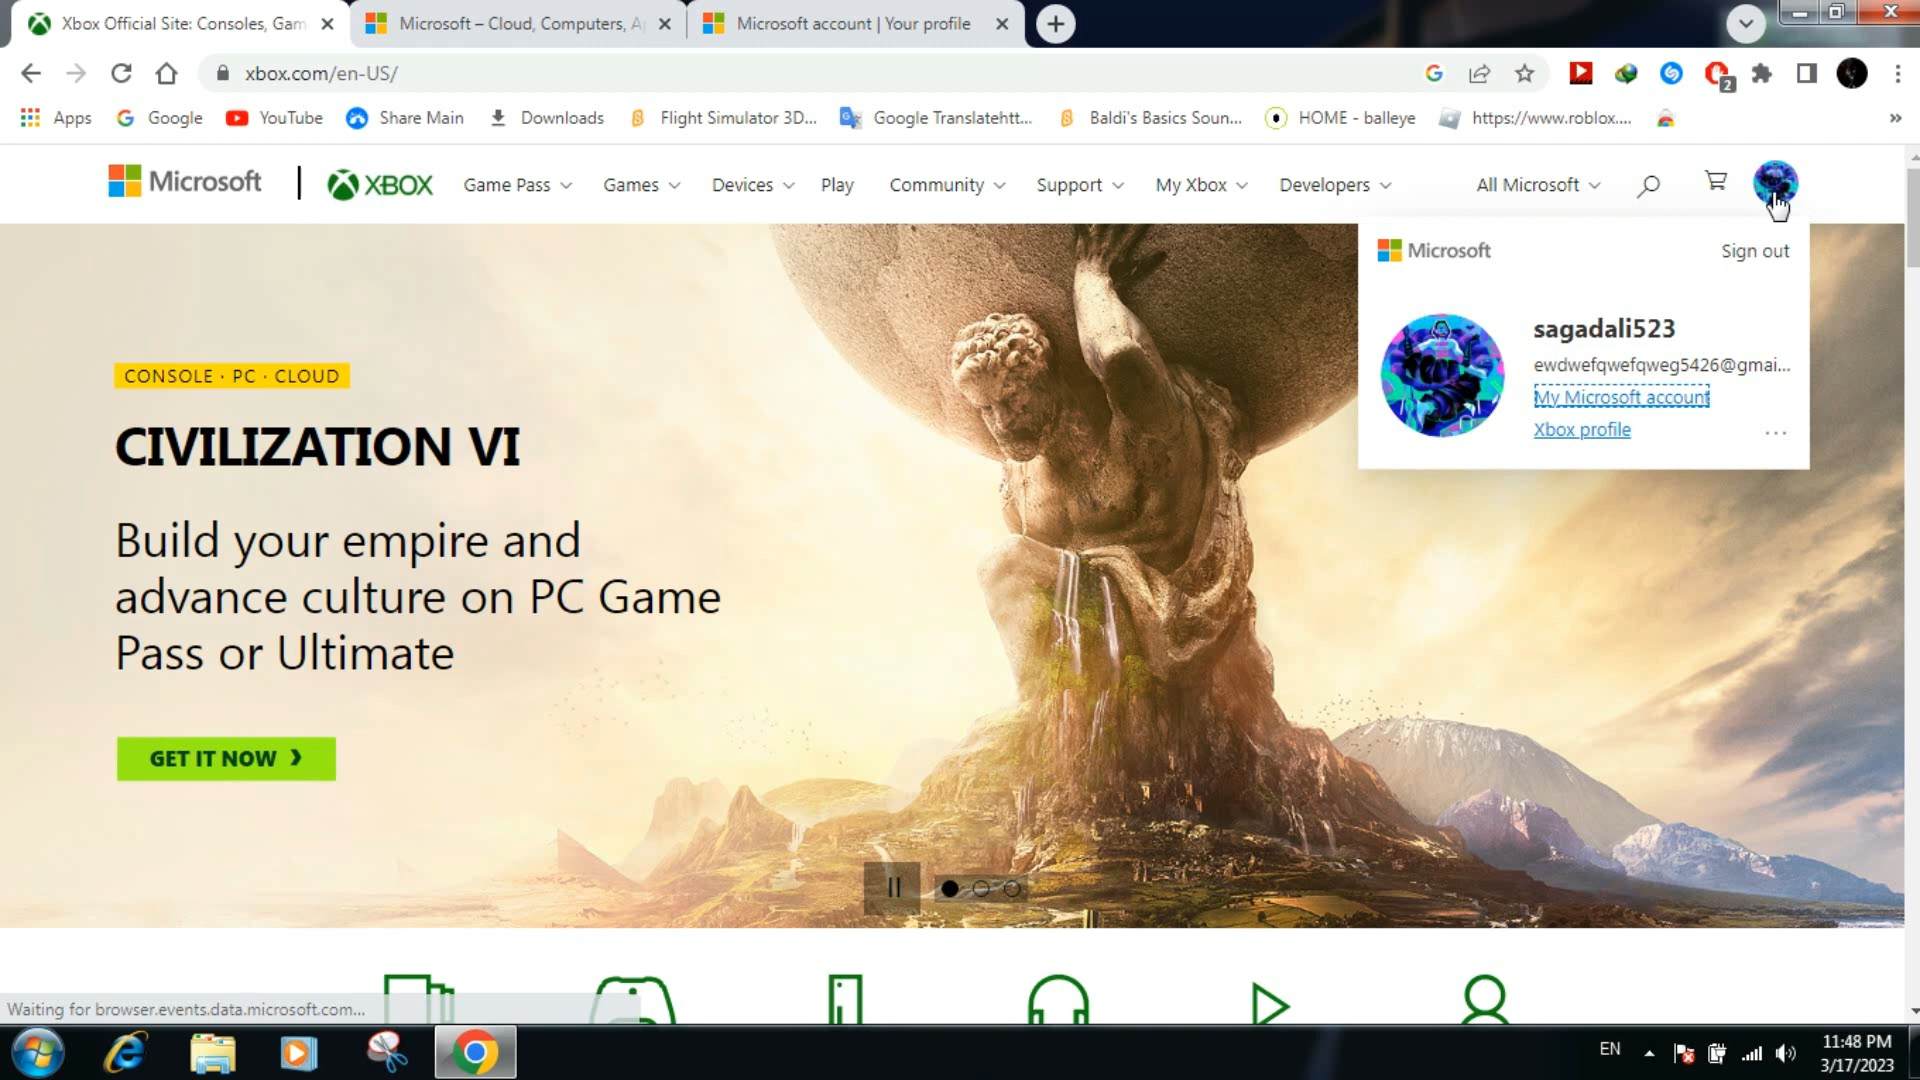 Xbox Official Site: Consoles, Gam
Microsoft – Cloud, Computers, A
Microsoft account | Your profile
xbox.com/en-US/
2
Apps
Google
YouTube
Share Main
Downloads
Flight Simulator 3D...
Google Translatehtt...
Baldi's Basics Soun...
HOME - balleye
https://www.roblox....
»
Microsoft
XBOX
Game Pass
Games
Devices
Play
Community
Support
My Xbox
Developers
All Microsoft
Microsoft
Sign out
sagadali523
ewdwefqwefqweg5426@gmai...
My Microsoft account
Xbox profile
...
CONSOLE · PC · CLOUD
CIVILIZATION VI
Build your empire and
advance culture on PC Game
Pass or Ultimate
GET IT NOW
Waiting for browser.events.data.microsoft.com...
EN
11:48 PM
3/17/2023